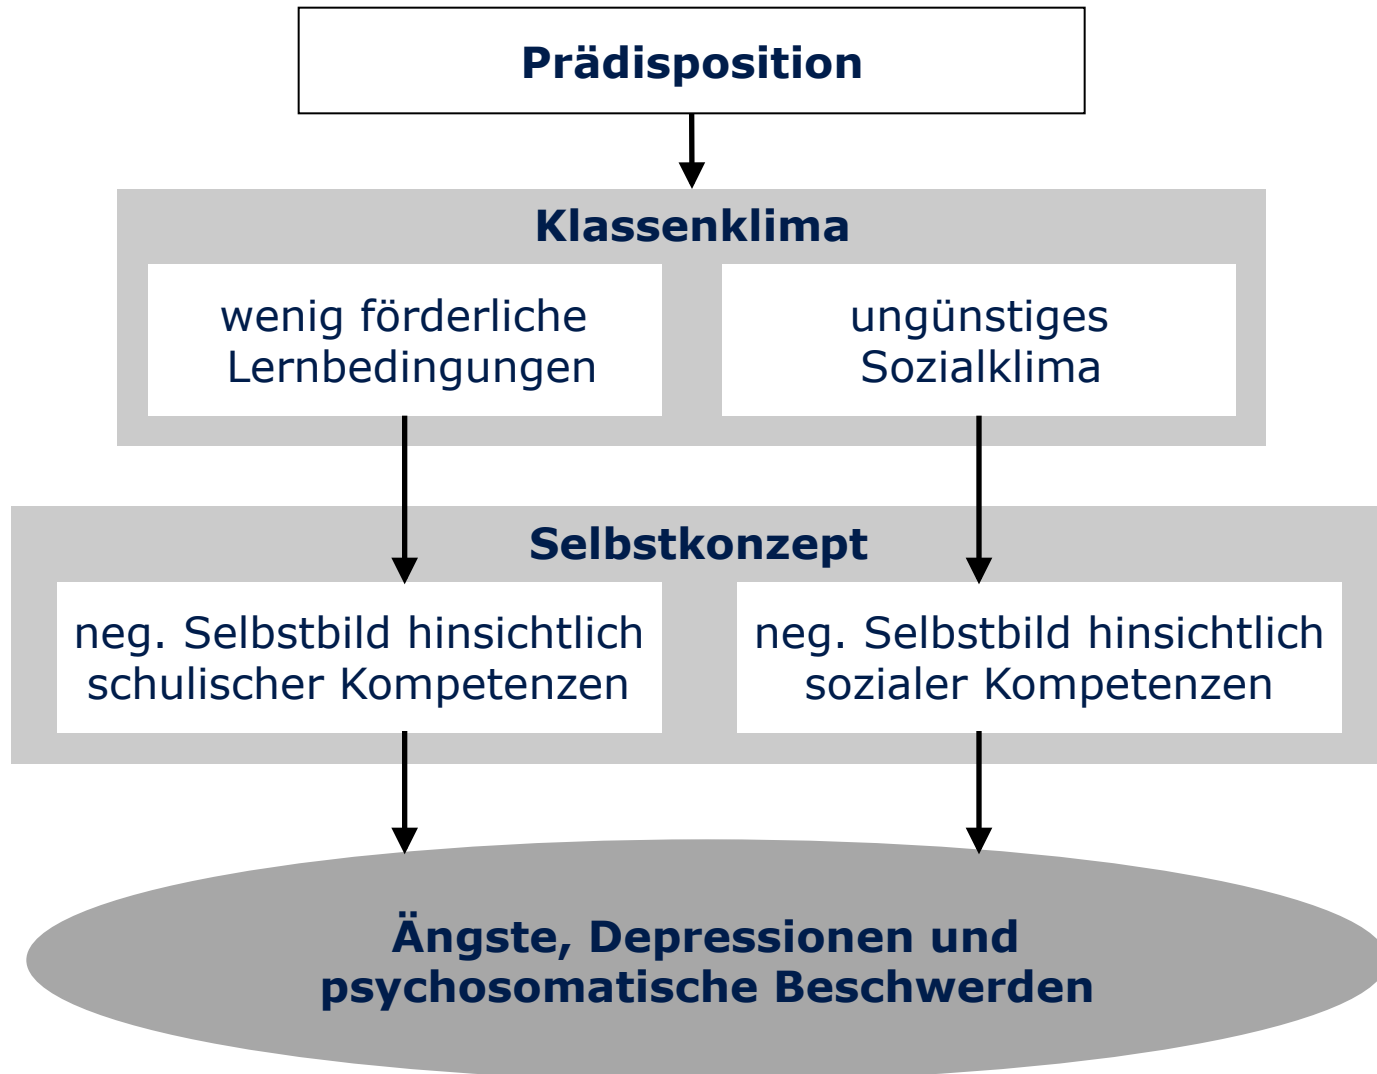 Prädisposition
Klassenklima
wenig förderliche
Lernbedingungen
ungünstiges
Sozialklima
Selbstkonzept
neg. Selbstbild hinsichtlich
schulischer Kompetenzen
neg. Selbstbild hinsichtlich
sozialer Kompetenzen
Ängste, Depressionen und
psychosomatische Beschwerden